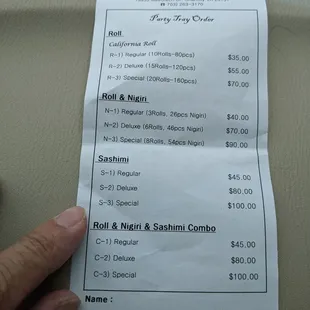 Party Tray Order
Roll
California Roll
R-1) Regular (10Rolls-80pcs) $35.00
R-2) Deluxe (15Rolls-120pcs) $55.00
R-3) Special (20Rolls-160pcs) $70.00
Roll & Nigiri
N-1) Regular (3Rolls, 26pcs Nigiri) $40.00
N-2) Deluxe (6Rolls, 46pcs Nigiri) $70.00
N-3) Special (8Rolls, 54pcs Nigiri) $90.00
Sashimi
S-1) Regular $45.00
S-2) Deluxe $80.00
S-3) Special $100.00
Roll & Nigiri & Sashimi Combo
C-1) Regular $45.00
C-2) Deluxe $80.00
C-3) Special $100.00
Name :